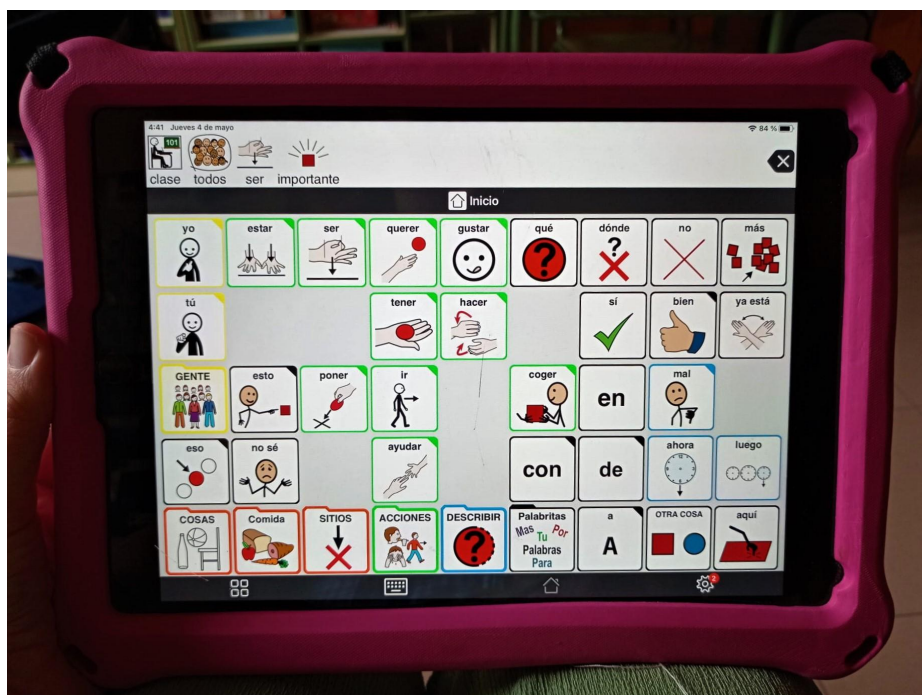 4:41 Jueves 4 de mayo 84 %
101
clase todos ser importante
Inicio
yo estar ser querer gustar qué dónde no más
? ?
tú tener hacer sí bien ya está
GENTE esto poner ir coger en mal
eso no sé ayudar con de ahora luego
COSAS Comida SITIOS ACCIONES DESCRIBIR Palabritas a OTRA COSA aquí
? Mas Tu Por A
Palabras
Para
2